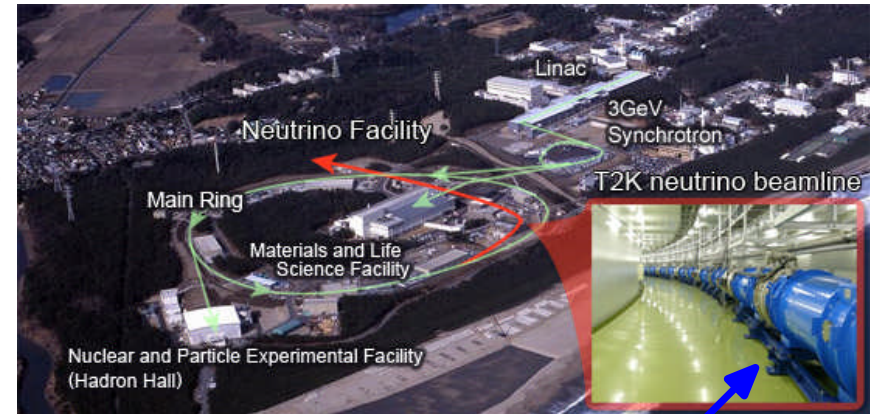 Linac
3GeV
Synchrotron
Neutrino Facility
T2K neutrino beamline
Main Ring
Materials and Life
Science Facility
Nuclear and Particle Experimental Facility
(Hadron Hall)